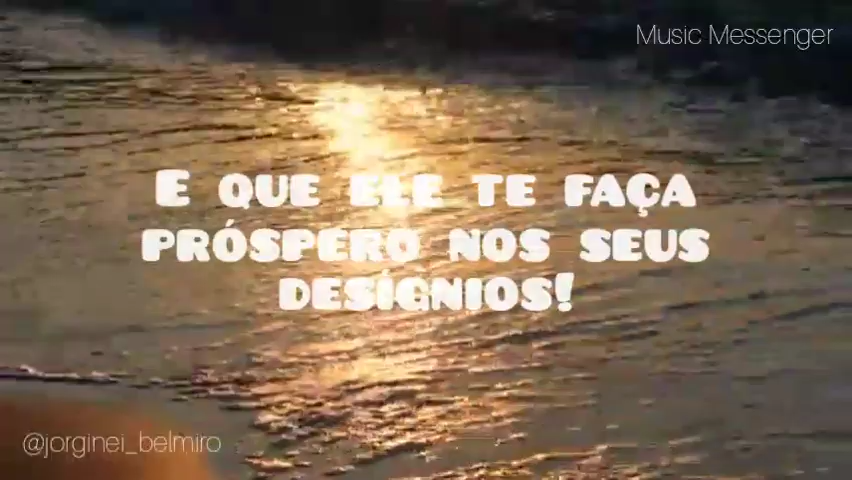 Music Messenger
E QUE ELE TE FAÇA
PRÓSPERO NOS SEUS
DESÍGNIOS!
@jorginei_belmiro